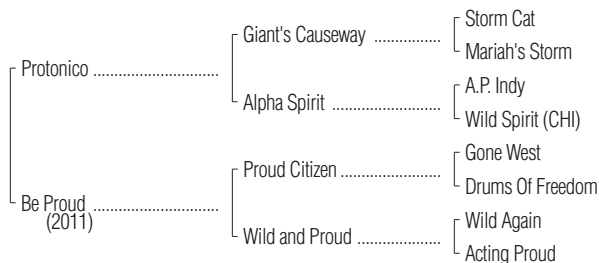 Storm Cat
Giant's Causeway ................
Mariah's Storm
Protonico ..............................
A.P. Indy
Alpha Spirit ..........................
Wild Spirit (CHI)
Gone West
Proud Citizen ........................
Drums Of Freedom
Be Proud ..............................
(2011)
Wild Again
Wild and Proud ....................
Acting Proud